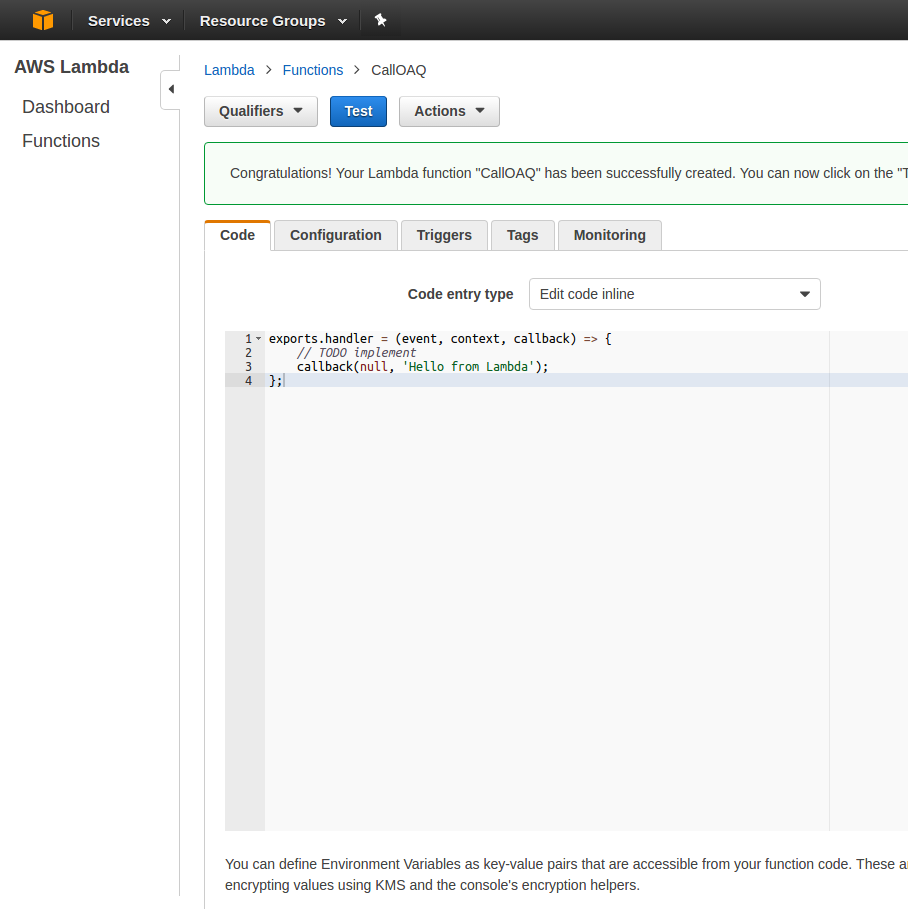 Services Resource Groups
AWS Lambda
Dashboard
Functions
Lambda > Functions > CallOAQ
Qualifiers Test Actions
Congratulations! Your Lambda function "CallOAQ" has been successfully created. You can now click on the "T
Code Configuration Triggers Tags Monitoring
Code entry type Edit code inline
1 exports.handler = (event, context, callback) => {
2 // TODO implement
3 callback(null, 'Hello from Lambda');
4 };
You can define Environment Variables as key-value pairs that are accessible from your function code. These a
encrypting values using KMS and the console's encryption helpers.